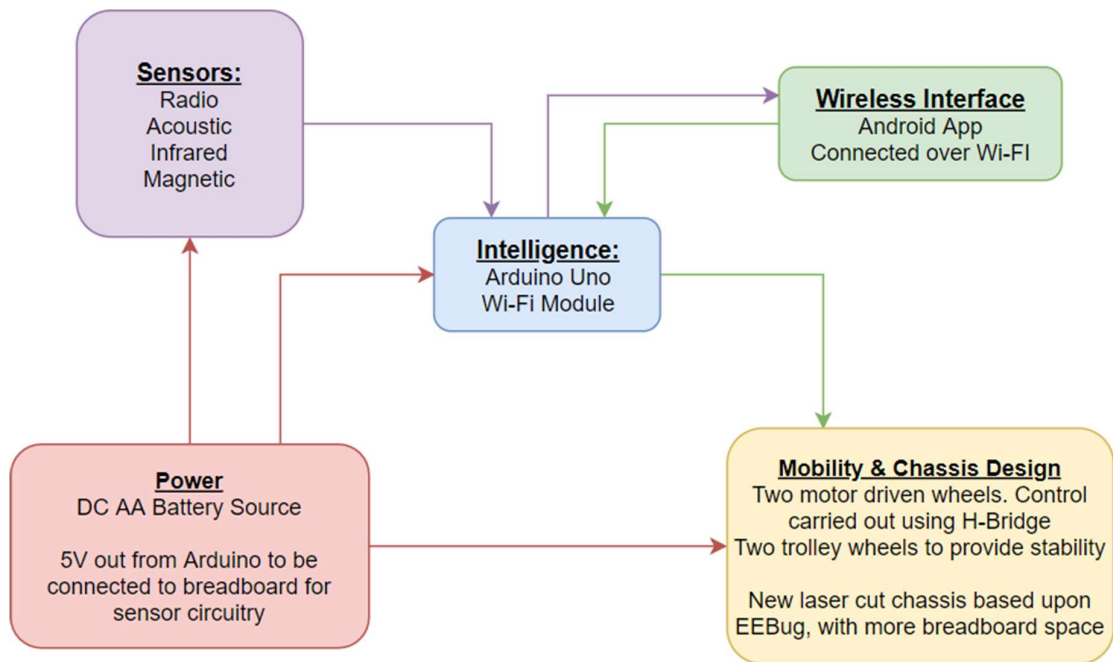 Sensors:
Radio
Acoustic
Infrared
Magnetic
Wireless Interface
Android App
Connected over Wi-FI
Intelligence:
Arduino Uno
Wi-Fi Module
Power
DC AA Battery Source
5V out from Arduino to be
connected to breadboard for
sensor circuitry
Mobility & Chassis Design
Two motor driven wheels. Control
carried out using H-Bridge
Two trolley wheels to provide stability
New laser cut chassis based upon
EEBug, with more breadboard space